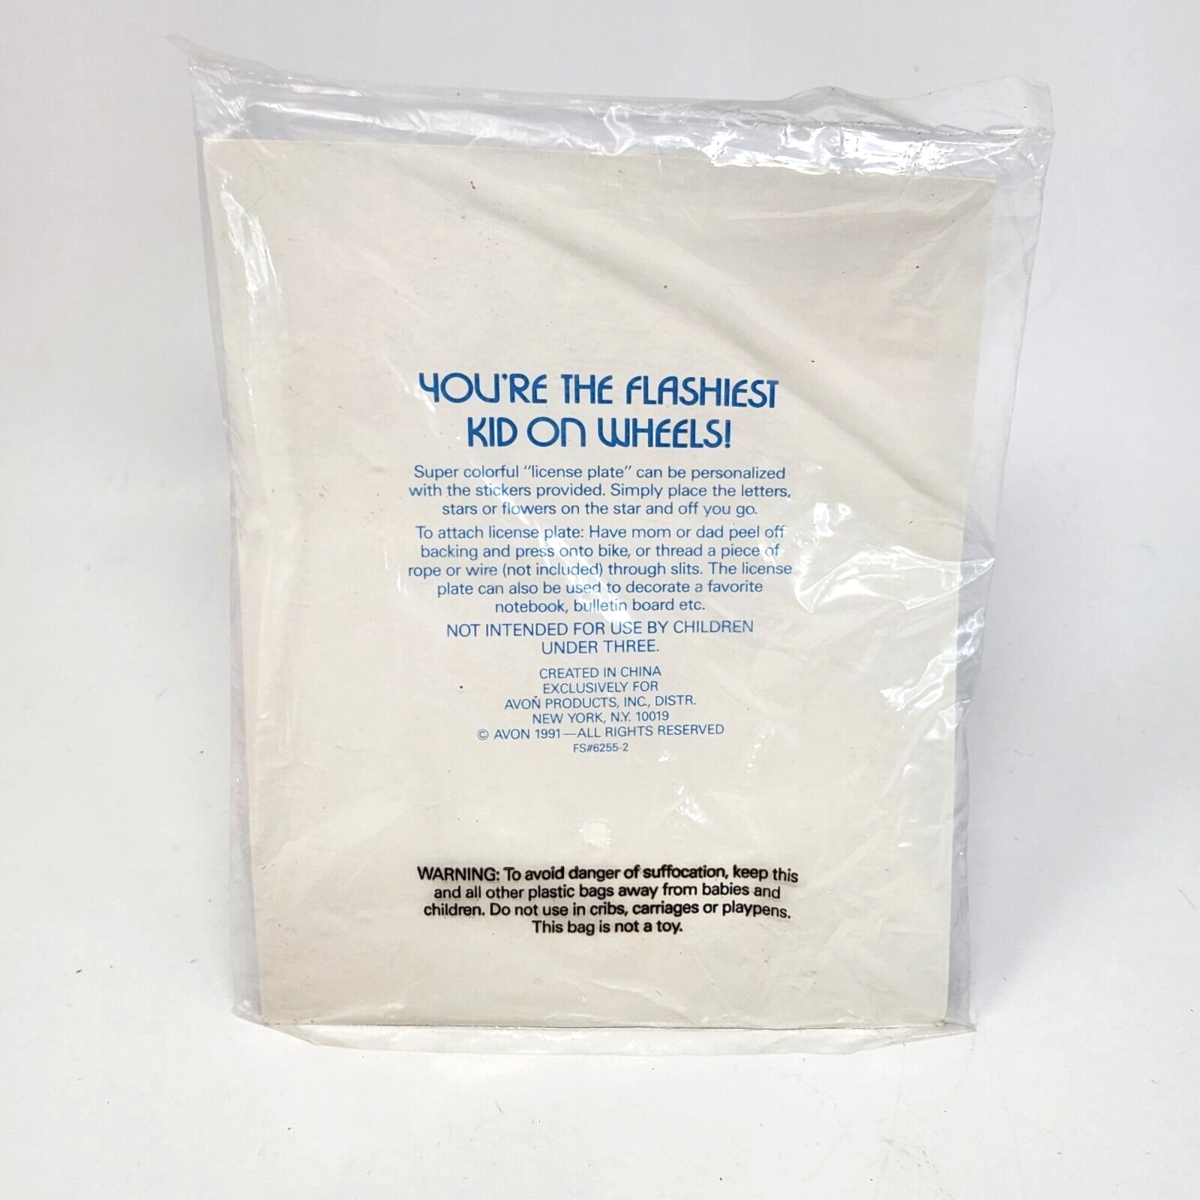 YOU'RE THE FLASHIEST
KID ON WHEELS!
Super colorful "license plate" can be personalized
with the stickers provided. Simply place the letters,
stars or flowers on the star and off you go.
To attach license plate: Have mom or dad peel off
backing and press onto bike, or thread a piece of
rope or wire (not included) through slits. The license
plate can also be used to decorate a favorite
notebook, bulletin board etc.
NOT INTENDED FOR USE BY CHILDREN
UNDER THREE.
CREATED IN CHINA
EXCLUSIVELY FOR
AVON PRODUCTS, INC., DISTR.
NEW YORK, N.Y. 10019
© AVON 1991—ALL RIGHTS RESERVED
FS#6255-2
WARNING: To avoid danger of suffocation, keep this
and all other plastic bags away from babies and
children. Do not use in cribs, carriages or playpens.
This bag is not a toy.